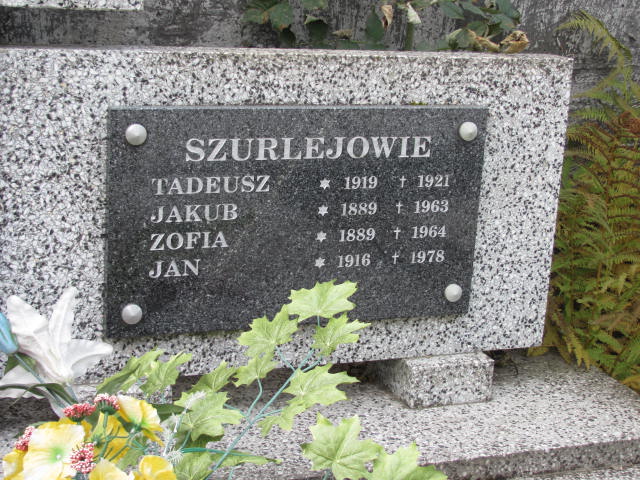 SZURLEJOWIE
TADEUSZ ✶ 1919 † 1921
JAKUB ✶ 1889 † 1963
ZOFIA ✶ 1889 † 1964
JAN ✶ 1916 † 1978